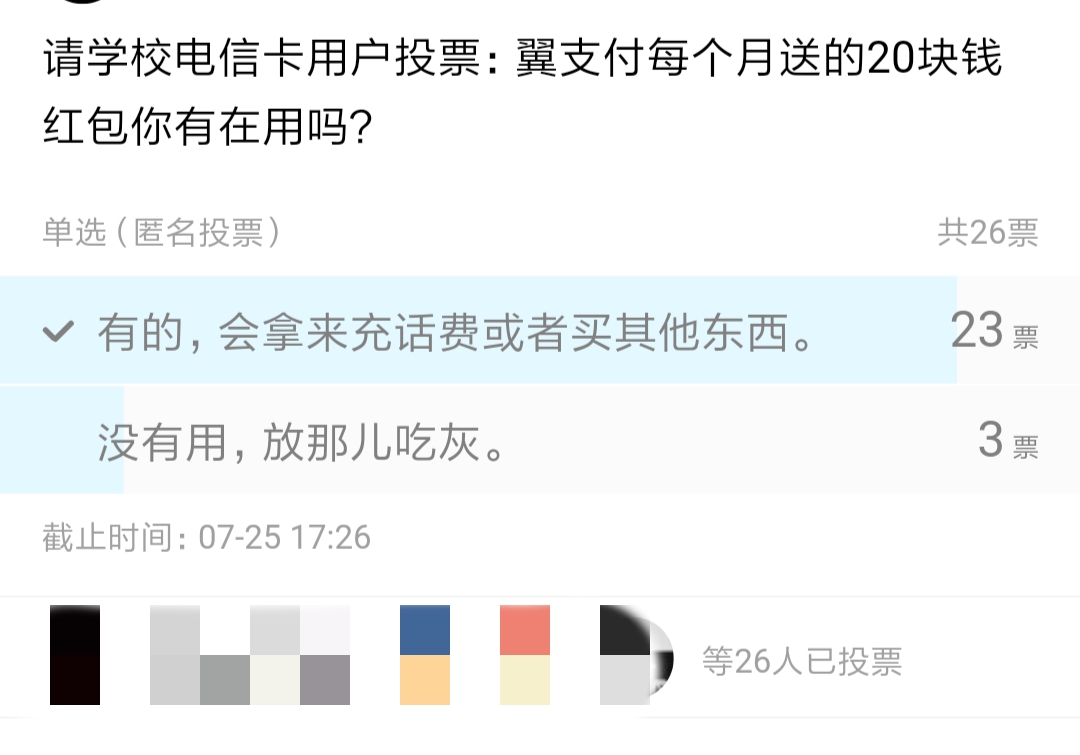 请学校电信卡用户投票：翼支付每个月送的20块钱
红包你有在用吗？
单选（匿名投票） 共26票
有的，会拿来充话费或者买其他东西。 23 票
没有用，放那儿吃灰。 3 票
截止时间：07-25 17:26
等26人已投票